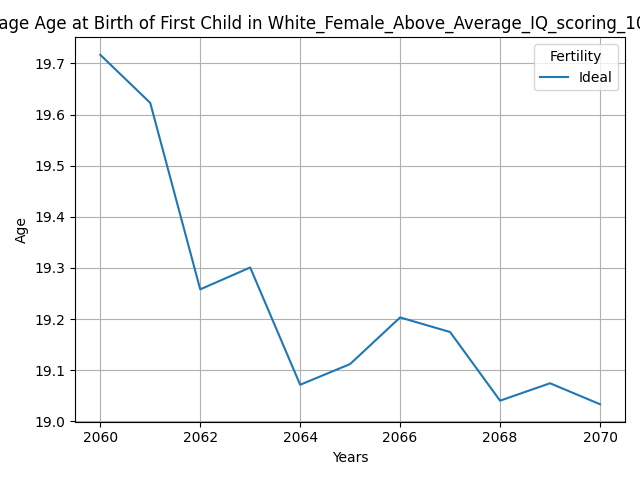 age Age at Birth of First Child in White_Female_Above_Average_IQ_scoring_10
Fertility
Ideal
19.7
19.6
19.5
19.4
19.3
19.2
19.1
19.0
Age
2060 2062 2064 2066 2068 2070
Years